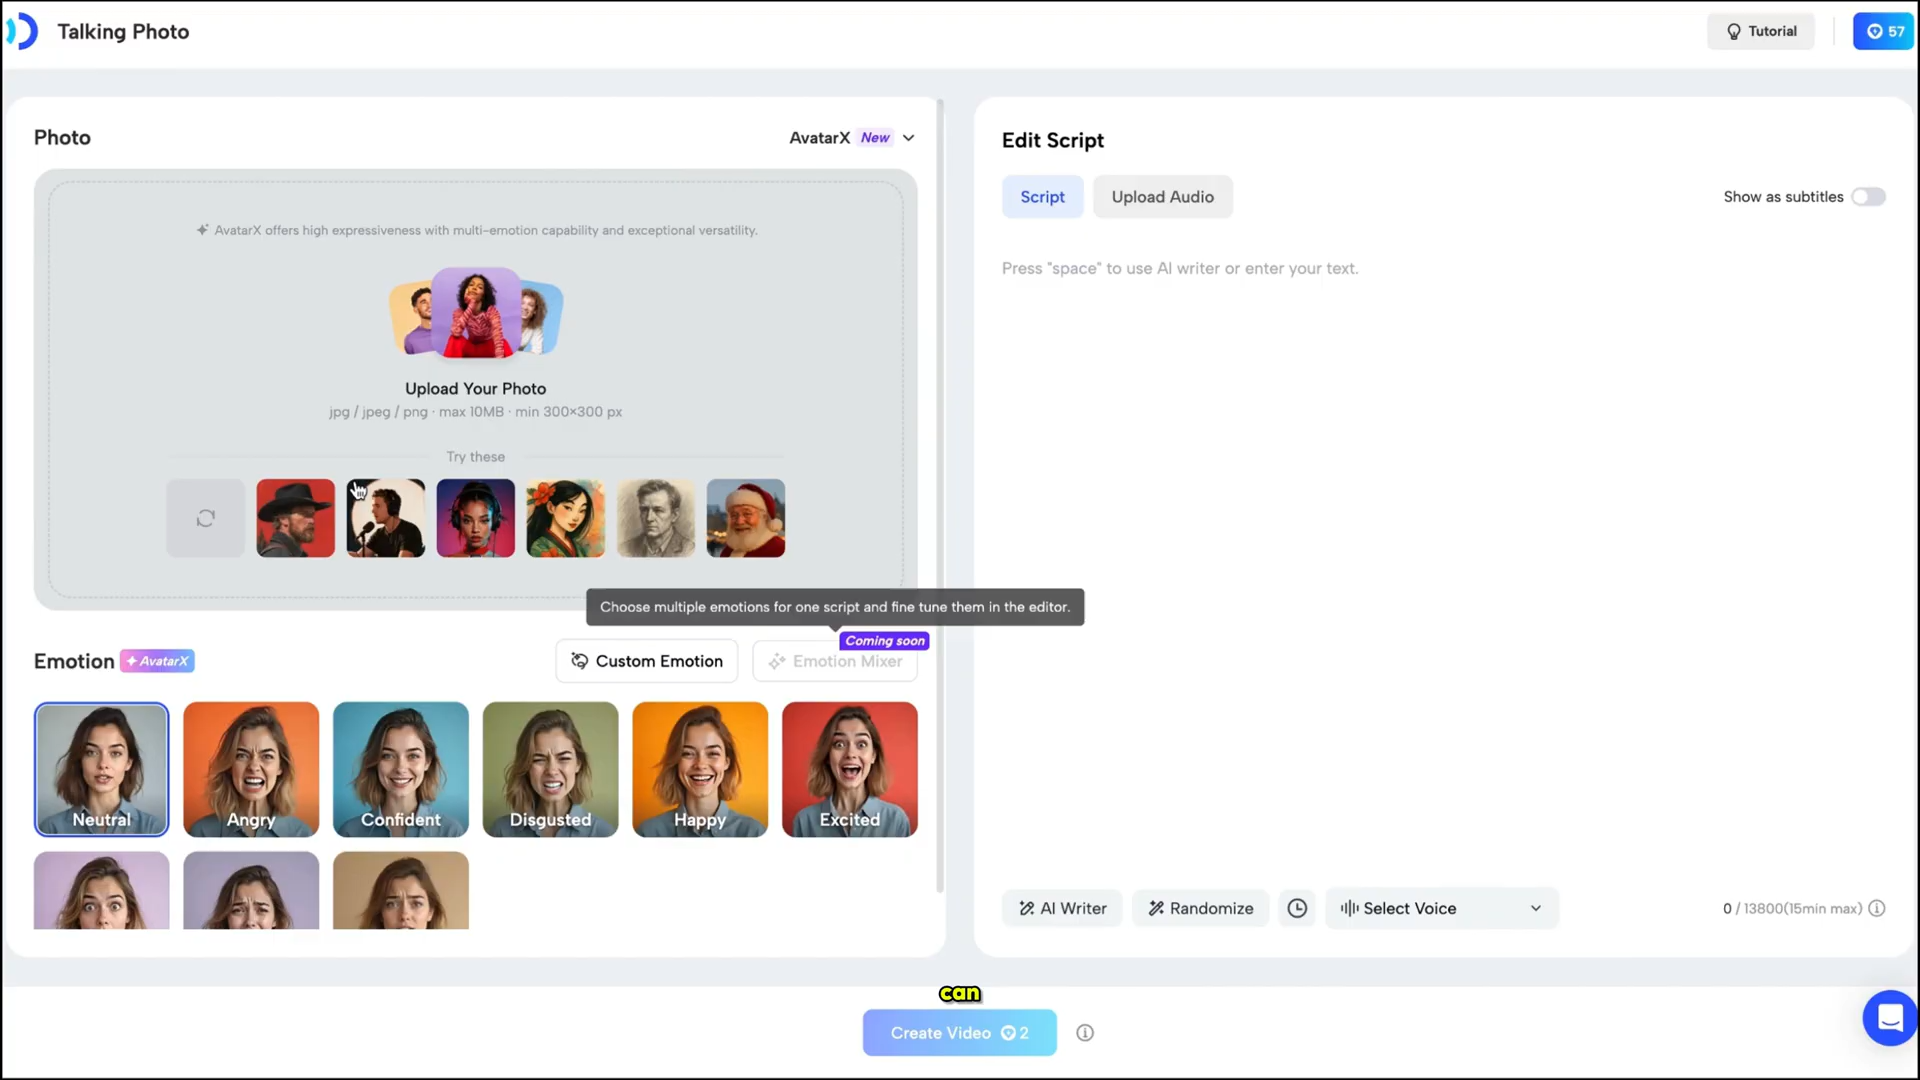 Talking Photo
Tutorial
57
Photo
AvatarX New
AvatarX offers high expressiveness with multi-emotion capability and exceptional versatility.
Upload Your Photo
jpg / jpeg / png · max 10MB · min 300×300 px
Try these
Choose multiple emotions for one script and fine tune them in the editor.
Coming soon
Emotion AvatarX
Custom Emotion
Emotion Mixer
Neutral
Angry
Confident
Disgusted
Happy
Excited
Edit Script
Script
Upload Audio
Show as subtitles
Press "space" to use AI writer or enter your text.
AI Writer
Randomize
Select Voice
0 / 13800(15min max)
can
Create Video 2